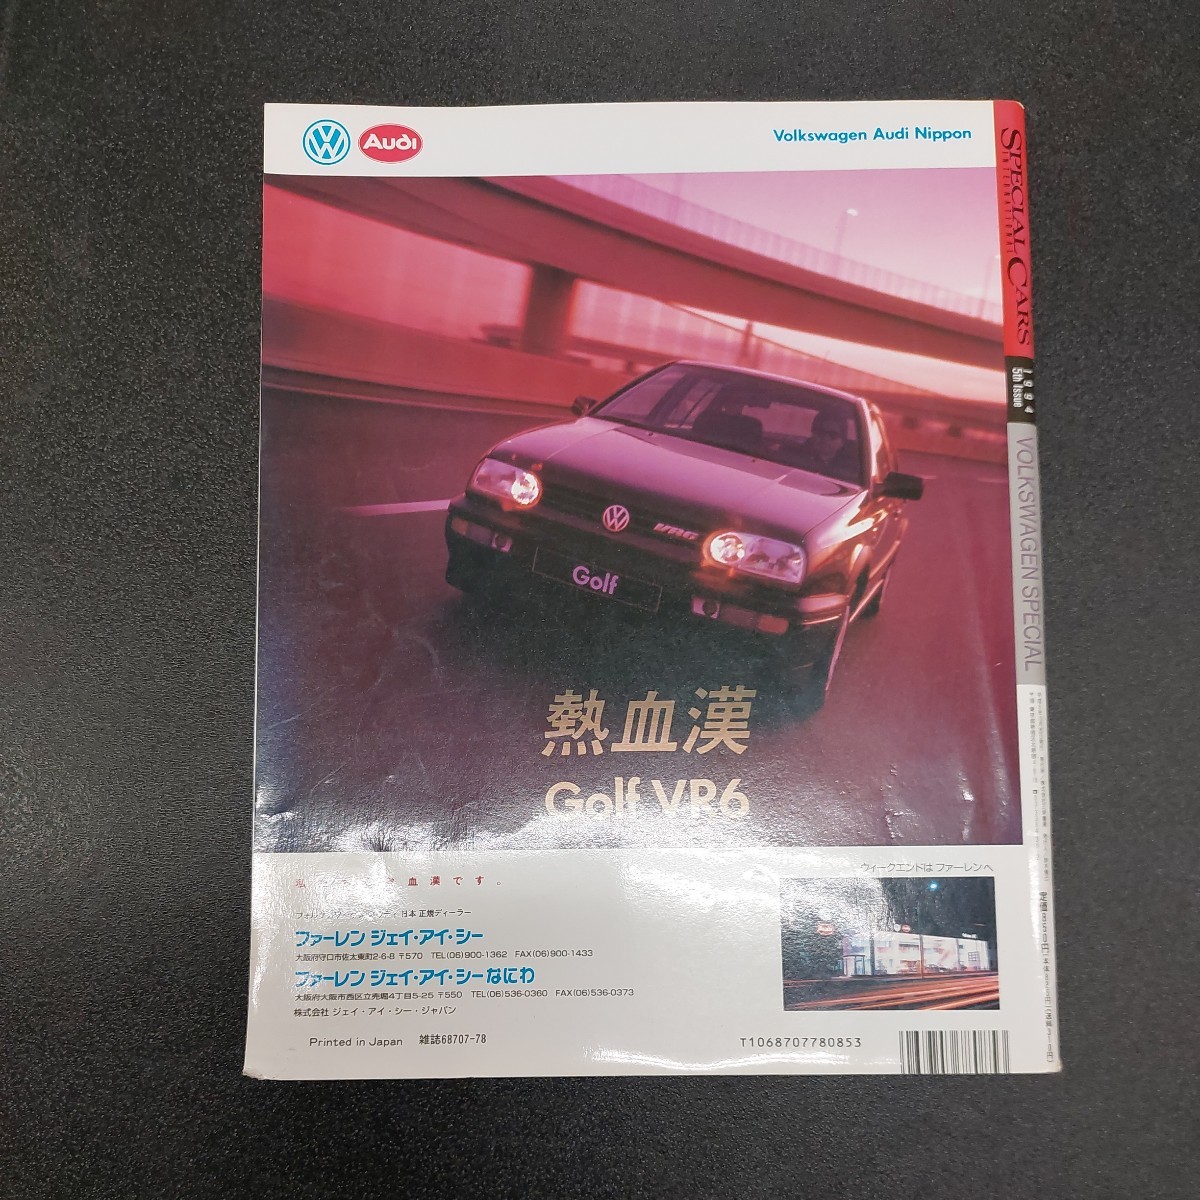 Audi
Volkswagen Audi Nippon
VR6
Golf
熱血漢
Golf VR6
血漢です。
ウィークエンドは ファーレンへ
日本 正規ディーラー
ファーレン ジェイ・アイ・シー
大阪府守口市佐太東町2-6-8 〒570 TEL(06)900-1362 FAX(06)900-1433
ファーレン ジェイ・アイ・シーなにわ
大阪府大阪市西区立売堀4丁目5-25 〒550 TEL(06)536-0360 FAX(06)536-0373
株式会社 ジェイ・アイ・シー・ジャパン
Printed in Japan 雑誌68707-78
T1068707780853
SPECIAL CARS
1994
5th Issue
VOLKSWAGEN SPECIAL
定価850円